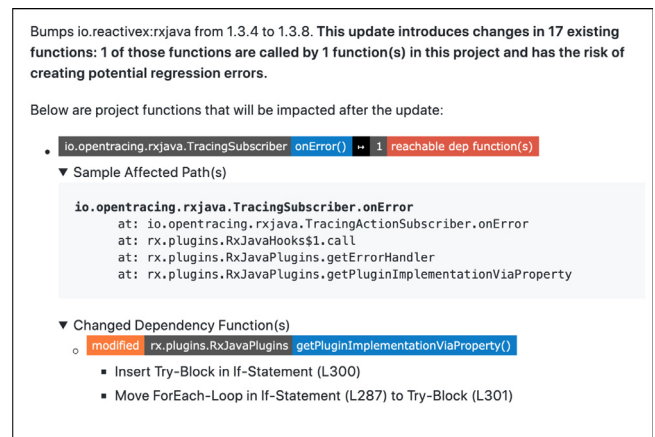 Bumps io.reactivex:rxjava from 1.3.4 to 1.3.8. This update introduces changes in 17 existing
functions: 1 of those functions are called by 1 function(s) in this project and has the risk of
creating potential regression errors.
Below are project functions that will be impacted after the update:
io.opentracing.rxjava.TracingSubscriber onError() ↦ 1 reachable dep function(s)
▼ Sample Affected Path(s)
io.opentracing.rxjava.TracingSubscriber.onError
at: io.opentracing.rxjava.TracingActionSubscriber.onError
at: rx.plugins.RxJavaHooks$1.call
at: rx.plugins.RxJavaPlugins.getErrorHandler
at: rx.plugins.RxJavaPlugins.getPluginImplementationViaProperty
▼ Changed Dependency Function(s)
modified rx.plugins.RxJavaPlugins getPluginImplementationViaProperty()
Insert Try-Block in If-Statement (L300)
Move ForEach-Loop in If-Statement (L287) to Try-Block (L301)